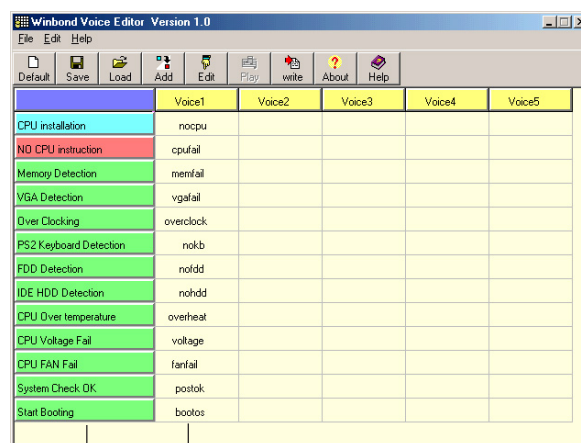 Winbond Voice Editor Version 1.0
File Edit Help
Default Save Load Add Edit Play write About Help
Voice1 Voice2 Voice3 Voice4 Voice5
CPU installation nocpu
NO CPU instruction cpufail
Memory Detection memfail
VGA Detection vgafail
Over Clocking overclock
PS2 Keyboard Detection nokb
FDD Detection nofdd
IDE HDD Detection nohdd
CPU Over temperature overheat
CPU Voltage Fail voltage
CPU FAN Fail fanfail
System Check OK postok
Start Booting bootos